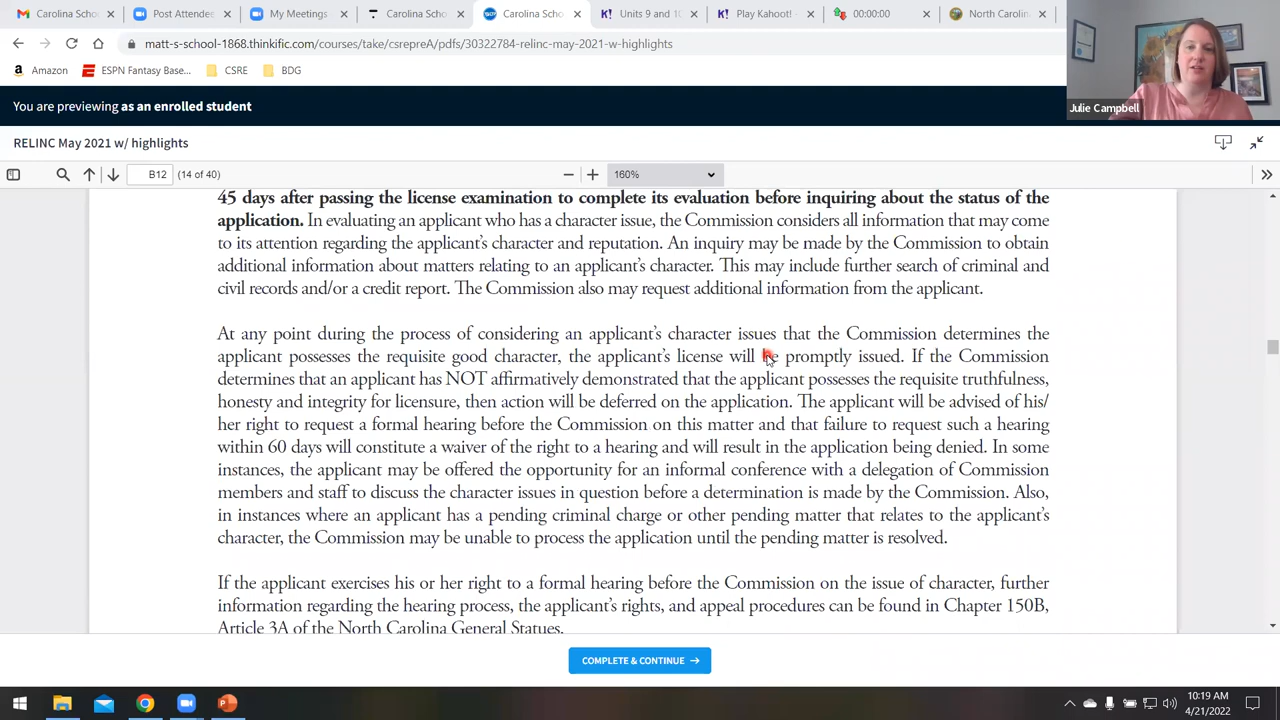 Carolina Scho
Post Attende
My Meetings
Carolina Scho
Carolina Scho
Units 9 and 10
Play Kahoot!
00:00:00
North Carolin
matt-s-school-1868.thinkific.com/courses/take/csrepreA/pdfs/30322784-relinc-may-2021-w-highlights
Amazon
ESPN Fantasy Base...
CSRE
BDG
Julie Campbell
You are previewing as an enrolled student
RELINC May 2021 w/ highlights
B12 (14 of 40)
160%
45 days after passing the license examination to complete its evaluation before inquiring about the status of the
application. In evaluating an applicant who has a character issue, the Commission considers all information that may come
to its attention regarding the applicant's character and reputation. An inquiry may be made by the Commission to obtain
additional information about matters relating to an applicant's character. This may include further search of criminal and
civil records and/or a credit report. The Commission also may request additional information from the applicant.
At any point during the process of considering an applicant's character issues that the Commission determines the
applicant possesses the requisite good character, the applicant's license will be promptly issued. If the Commission
determines that an applicant has NOT affirmatively demonstrated that the applicant possesses the requisite truthfulness,
honesty and integrity for licensure, then action will be deferred on the application. The applicant will be advised of his/
her right to request a formal hearing before the Commission on this matter and that failure to request such a hearing
within 60 days will constitute a waiver of the right to a hearing and will result in the application being denied. In some
instances, the applicant may be offered the opportunity for an informal conference with a delegation of Commission
members and staff to discuss the character issues in question before a determination is made by the Commission. Also,
in instances where an applicant has a pending criminal charge or other pending matter that relates to the applicant's
character, the Commission may be unable to process the application until the pending matter is resolved.
If the applicant exercises his or her right to a formal hearing before the Commission on the issue of character, further
information regarding the hearing process, the applicant's rights, and appeal procedures can be found in Chapter 150B,
Article 3A of the North Carolina General Statues.
COMPLETE & CONTINUE →
10:19 AM
4/21/2022